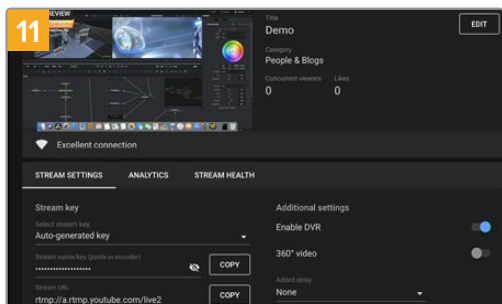 11
PREVIEW
Title
Demo
EDIT
Category
People & Blogs
Concurrent viewers Likes
0 0
Excellent connection
STREAM SETTINGS ANALYTICS STREAM HEALTH
Stream key
Additional settings
Select stream key
Auto-generated key
Enable DVR
360° video
Stream name/key (paste in encoder)
•••••••••••••••••• COPY
Added delay
None
Stream URL
rtmp://a.rtmp.youtube.com/live2 COPY